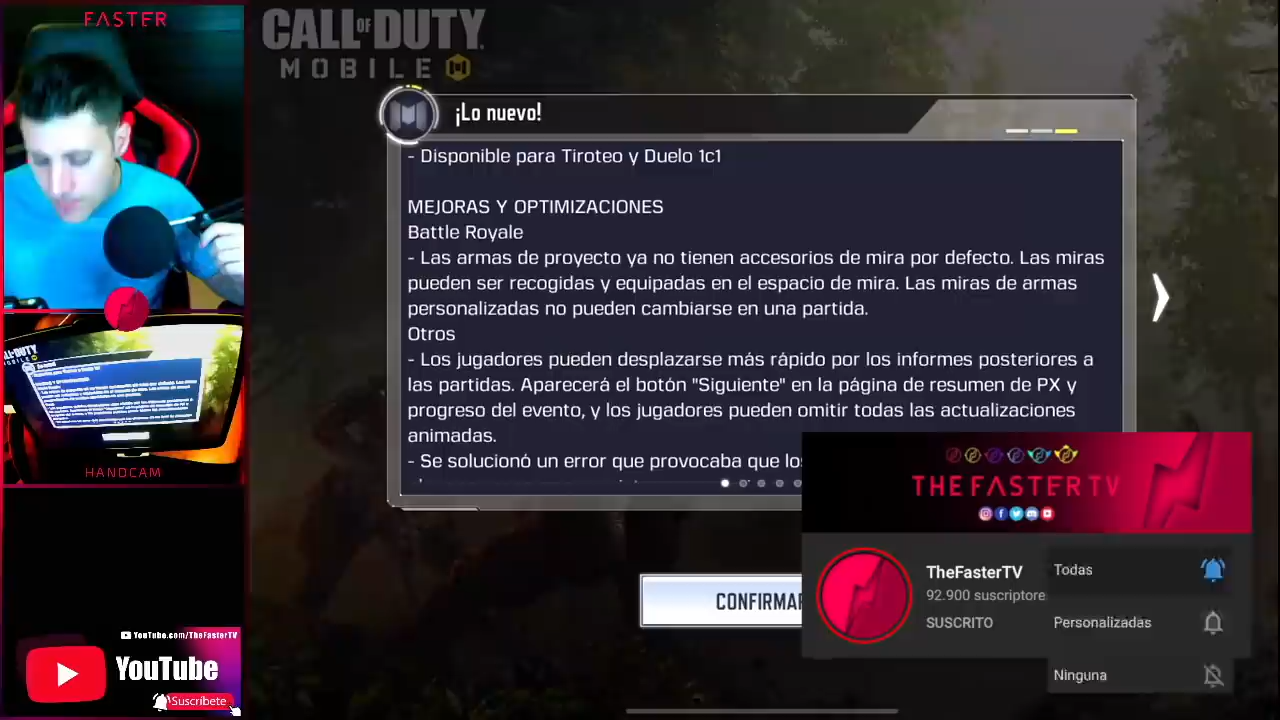 FASTER
CALL OF DUTY
MOBILE
¡Lo nuevo!
- Disponible para Tiroteo y Duelo 1c1
MEJORAS Y OPTIMIZACIONES
Battle Royale
- Las armas de proyecto ya no tienen accesorios de mira por defecto. Las miras
pueden ser recogidas y equipadas en el espacio de mira. Las miras de armas
personalizadas no pueden cambiarse en una partida.
Otros
- Los jugadores pueden desplazarse más rápido por los informes posteriores a
las partidas. Aparecerá el botón "Siguiente" en la página de resumen de PX y
progreso del evento, y los jugadores pueden omitir todas las actualizaciones
animadas.
- Se solucionó un error que provocaba que los
CONFIRMAR
HANDCAM
THE FASTER TV
TheFasterTV
92.900 suscriptore
SUSCRITO
Todas
Personalizadas
Ninguna
YouTube.com/TheFasterTV
YouTube
Suscríbete